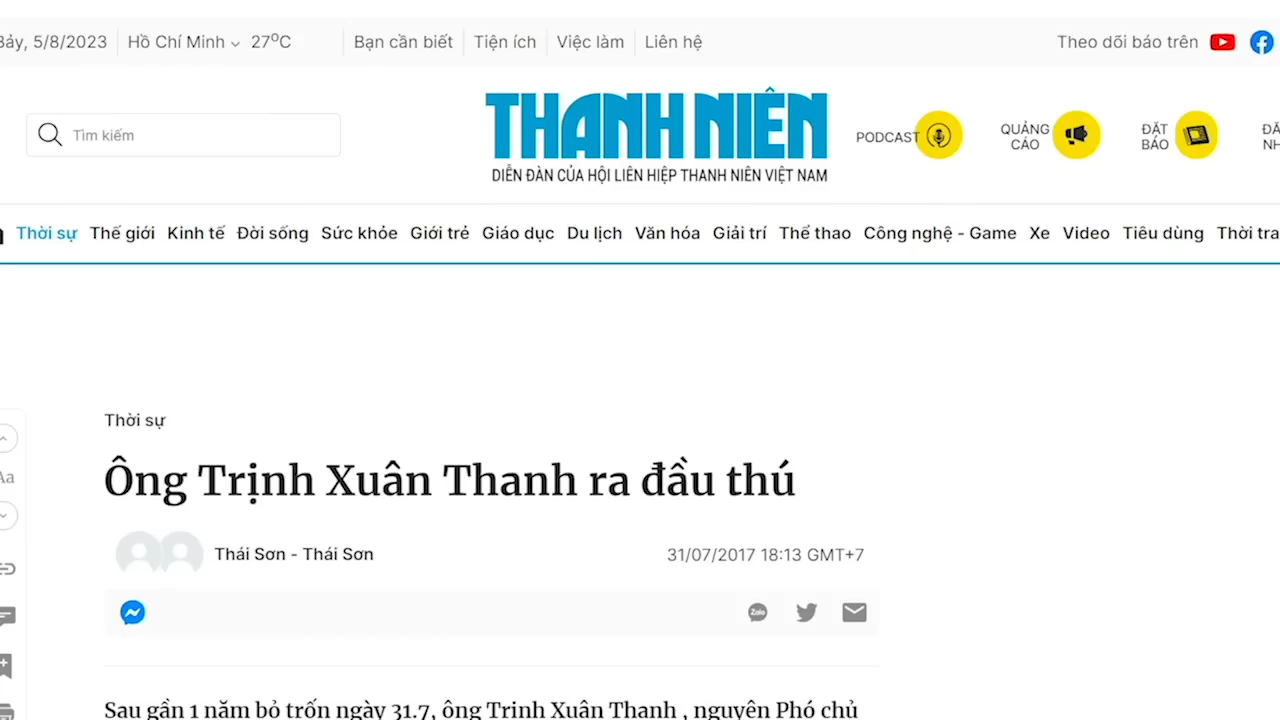 Bảy, 5/8/2023 Hồ Chí Minh 27⁰C Bạn cần biết Tiện ích Việc làm Liên hệ Theo dõi báo trên
Tìm kiếm
THANH NIÊN
DIỄN ĐÀN CỦA HỘI LIÊN HIỆP THANH NIÊN VIỆT NAM
PODCAST
QUẢNG
CÁO
ĐẶT
BÁO
Thời sự Thế giới Kinh tế Đời sống Sức khỏe Giới trẻ Giáo dục Du lịch Văn hóa Giải trí Thể thao Công nghệ - Game Xe Video Tiêu dùng Thời
Thời sự
Ông Trịnh Xuân Thanh ra đầu thú
Thái Sơn - Thái Sơn 31/07/2017 18:13 GMT+7
Aa
Zalo
Sau gần 1 năm bỏ trốn ngày 31.7, ông Trịnh Xuân Thanh , nguyên Phó chủ